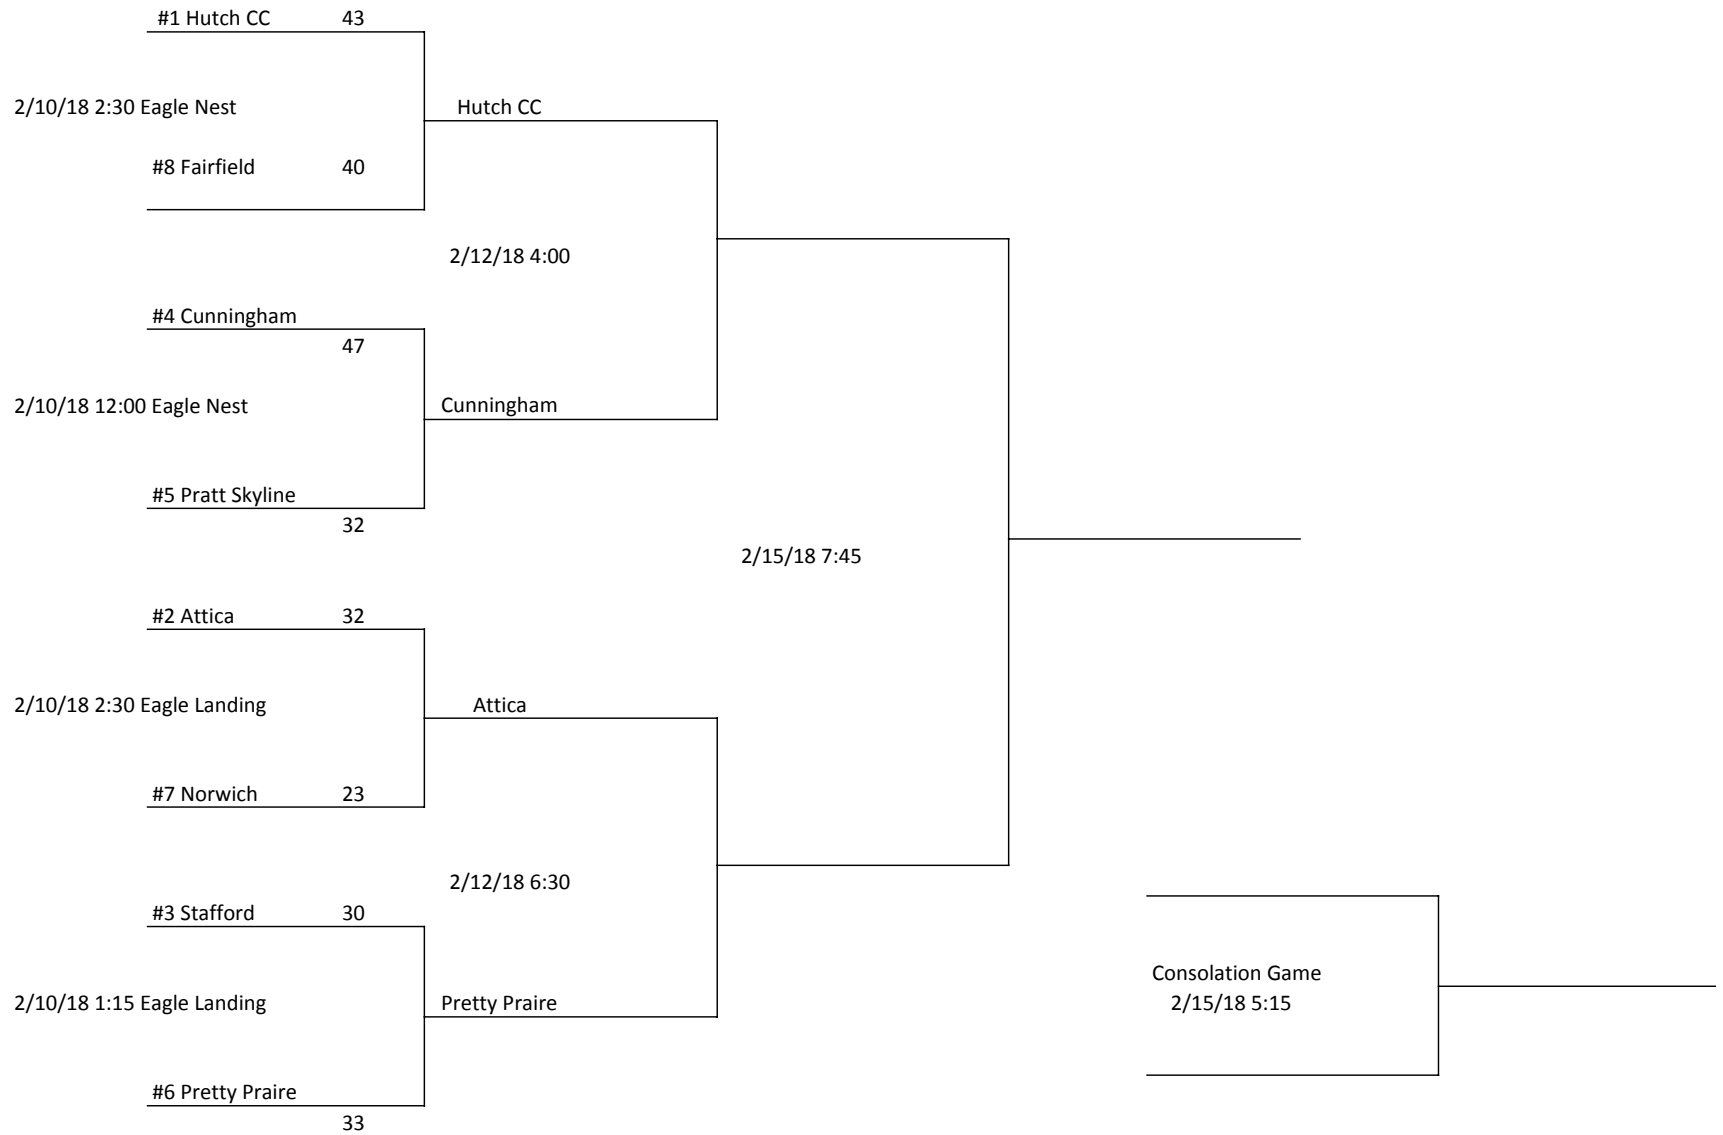 #1 Hutch CC 43
2/10/18 2:30 Eagle Nest
Hutch CC
#8 Fairfield 40
2/12/18 4:00
#4 Cunningham
47
2/10/18 12:00 Eagle Nest
Cunningham
#5 Pratt Skyline
32
2/15/18 7:45
#2 Attica 32
2/10/18 2:30 Eagle Landing
Attica
#7 Norwich 23
2/12/18 6:30
#3 Stafford 30
Consolation Game
2/15/18 5:15
2/10/18 1:15 Eagle Landing
Pretty Praire
#6 Pretty Praire
33